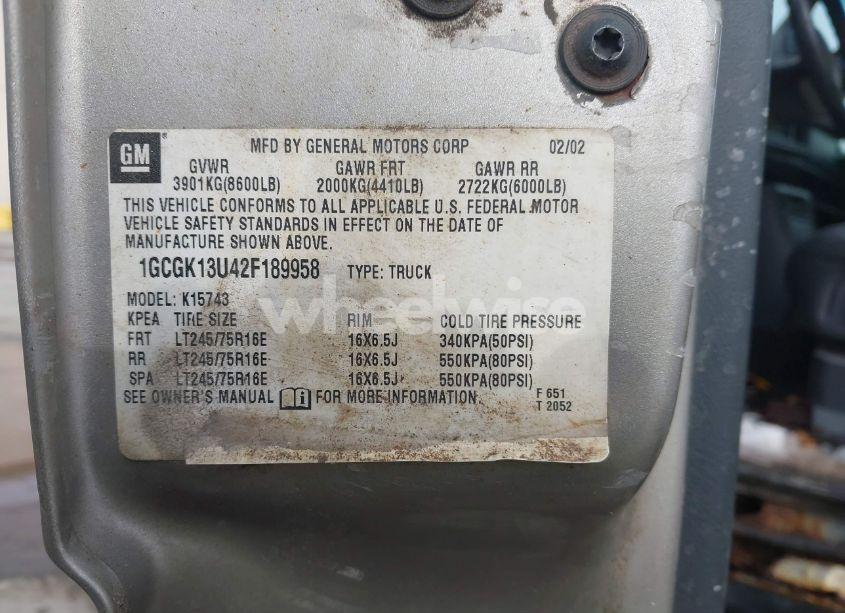 GM ® MFD BY GENERAL MOTORS CORP 02/02
GVWR GAWR FRT GAWR RR
3901KG(8600LB) 2000KG(4410LB) 2722KG(6000LB)
THIS VEHICLE CONFORMS TO ALL APPLICABLE U.S. FEDERAL MOTOR
VEHICLE SAFETY STANDARDS IN EFFECT ON THE DATE OF
MANUFACTURE SHOWN ABOVE.
1GCGK13U42F189958 TYPE: TRUCK
MODEL: K15743
wheelwise
KPEA TIRE SIZE RIM COLD TIRE PRESSURE
FRT LT245/75R16E 16X6.5J 340KPA(50PSI)
RR LT245/75R16E 16X6.5J 550KPA(80PSI)
SPA LT245/75R16E 16X6.5J 550KPA(80PSI)
SEE OWNER'S MANUAL FOR MORE INFORMATION.
F 651
T 2052